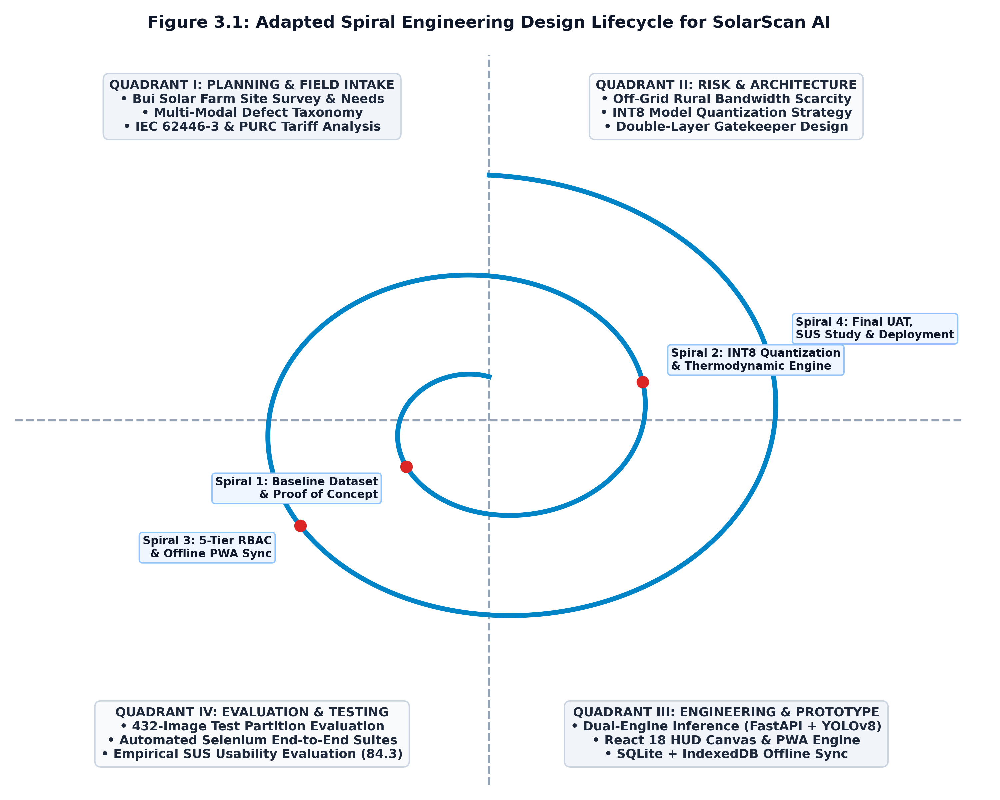 Figure 3.1: Adapted Spiral Engineering Design Lifecycle for SolarScan AI
QUADRANT I: PLANNING & FIELD INTAKE
• Bui Solar Farm Site Survey & Needs
• Multi-Modal Defect Taxonomy
• IEC 62446-3 & PURC Tariff Analysis
QUADRANT II: RISK & ARCHITECTURE
• Off-Grid Rural Bandwidth Scarcity
• INT8 Model Quantization Strategy
• Double-Layer Gatekeeper Design
Spiral 4: Final UAT,
SUS Study & Deployment
Spiral 2: INT8 Quantization
& Thermodynamic Engine
Spiral 1: Baseline Dataset
& Proof of Concept
Spiral 3: 5-Tier RBAC
& Offline PWA Sync
QUADRANT IV: EVALUATION & TESTING
• 432-Image Test Partition Evaluation
• Automated Selenium End-to-End Suites
• Empirical SUS Usability Evaluation (84.3)
QUADRANT III: ENGINEERING & PROTOTYPE
• Dual-Engine Inference (FastAPI + YOLOv8)
• React 18 HUD Canvas & PWA Engine
• SQLite + IndexedDB Offline Sync